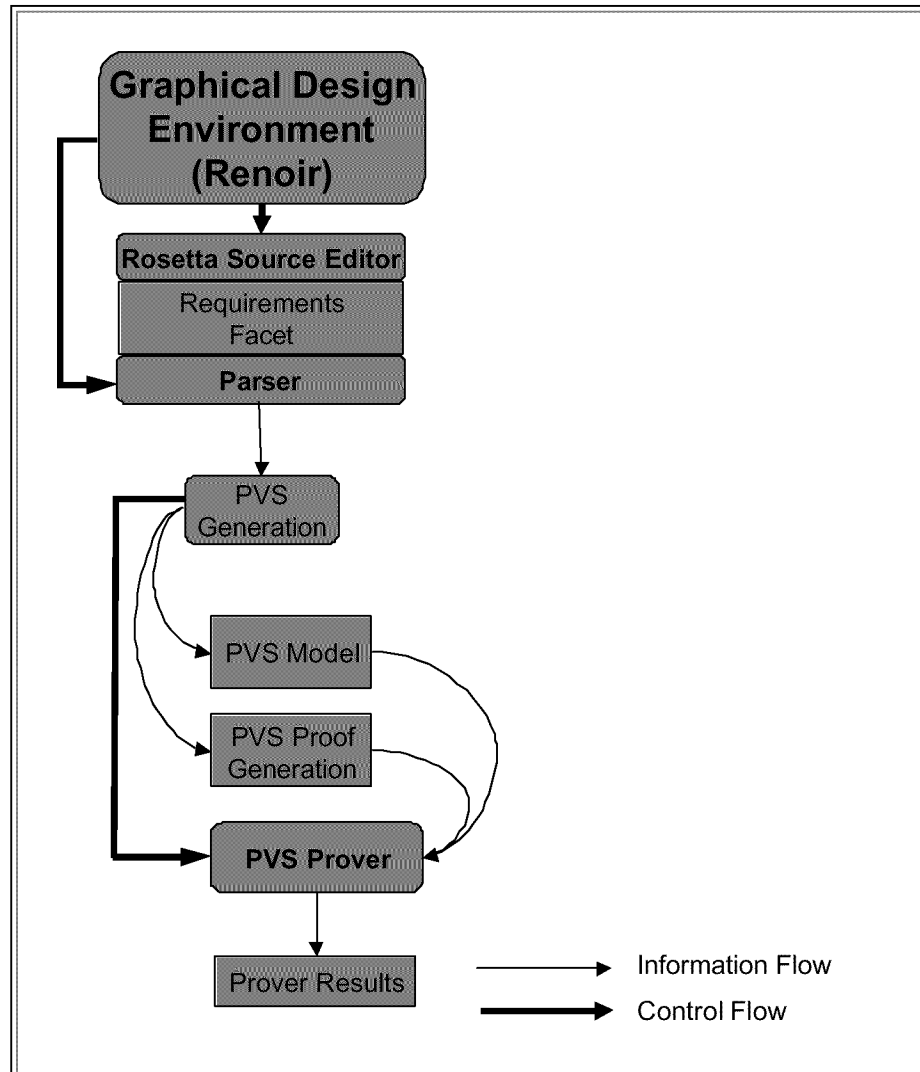 Graphical Design
Environment
(Renoir)
Rosetta Source Editor
Requirements
Facet
Parser
PVS
Generation
PVS Model
PVS Proof
Generation
PVS Prover
Prover Results
Information Flow
Control Flow